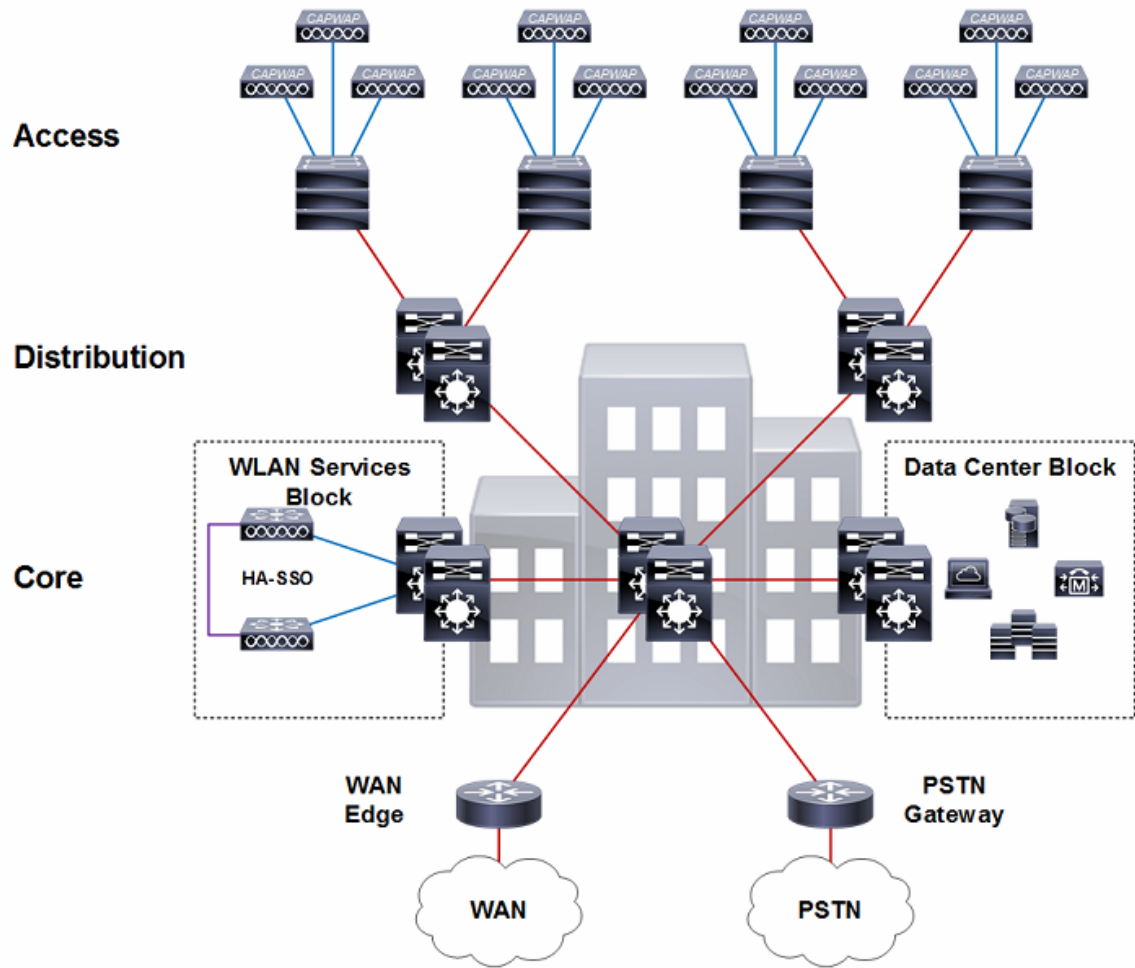 CAPWAP
CAPWAP
CAPWAP
CAPWAP
CAPWAP
CAPWAP
CAPWAP
CAPWAP
CAPWAP
CAPWAP
CAPWAP
CAPWAP
Access
Distribution
WLAN Services
Block
Data Center Block
Core
HA-SSO
M
WAN
Edge
PSTN
Gateway
WAN
PSTN